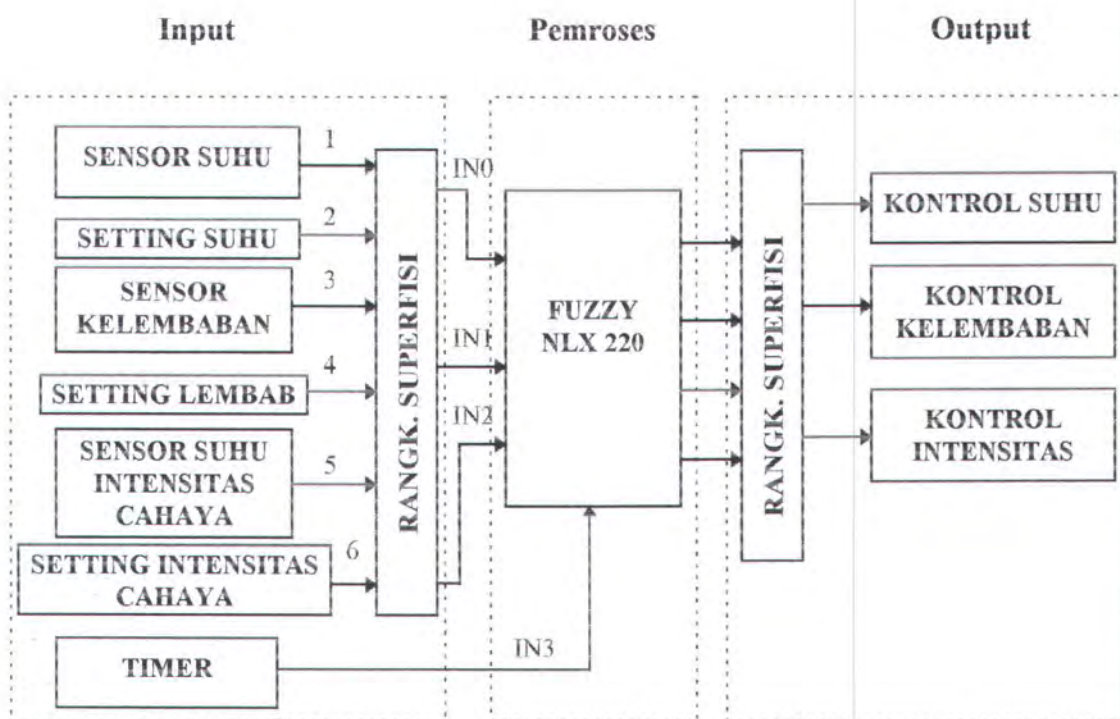 Input
Pemroses
Output
SENSOR SUHU
1
SETTING SUHU
2
SENSOR
KELEMBABAN
3
SETTING LEMBAB
4
SENSOR SUHU
INTENSITAS
CAHAYA
5
SETTING INTENSITAS
CAHAYA
6
TIMER
RANGK. SUPERFISI
IN0
IN1
IN2
IN3
FUZZY
NLX 220
RANGK. SUPERFISI
KONTROL SUHU
KONTROL
KELEMBABAN
KONTROL
INTENSITAS